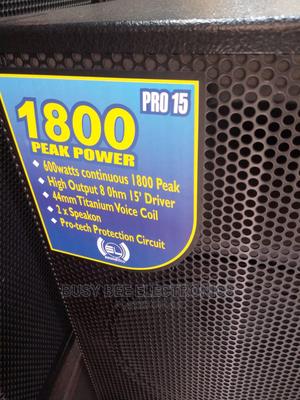 PRO 15
1800
PEAK POWER
600watts continuous 1800 Peak
High Output 8 Ohm 15' Driver
44mm Titanium Voice Coil
2 x Speakon
Pro-tech Protection Circuit
BUSY BEE ELECTRONICS